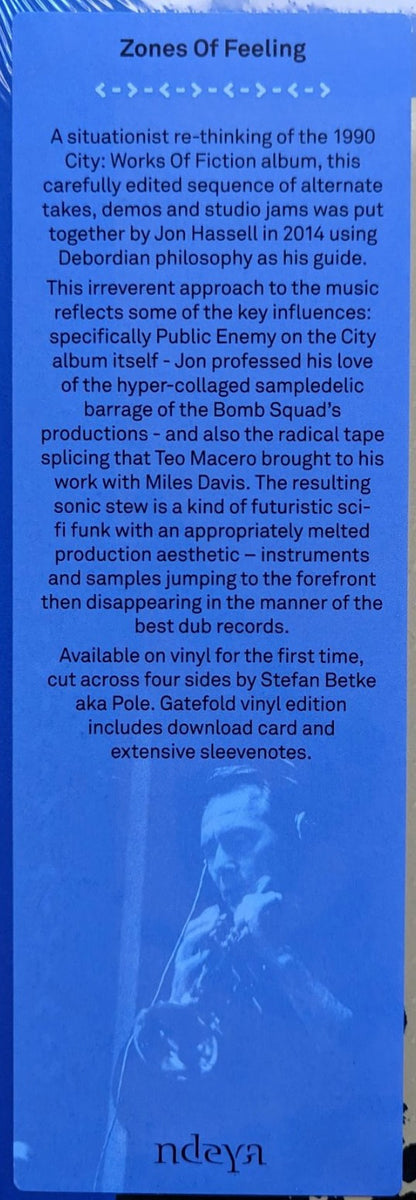 Zones Of Feeling
<-->-<-->-<-->-<-->
A situationist re-thinking of the 1990
City: Works Of Fiction album, this
carefully edited sequence of alternate
takes, demos and studio jams was put
together by Jon Hassell in 2014 using
Debordian philosophy as his guide.
This irreverent approach to the music
reflects some of the key influences:
specifically Public Enemy on the City
album itself - Jon professed his love
of the hyper-collaged sampledelic
barrage of the Bomb Squad's
productions - and also the radical tape
splicing that Teo Macero brought to his
work with Miles Davis. The resulting
sonic stew is a kind of futuristic sci-
fi funk with an appropriately melted
production aesthetic – instruments
and samples jumping to the forefront
then disappearing in the manner of the
best dub records.
Available on vinyl for the first time,
cut across four sides by Stefan Betke
aka Pole. Gatefold vinyl edition
includes download card and
extensive sleevenotes.
ndeya